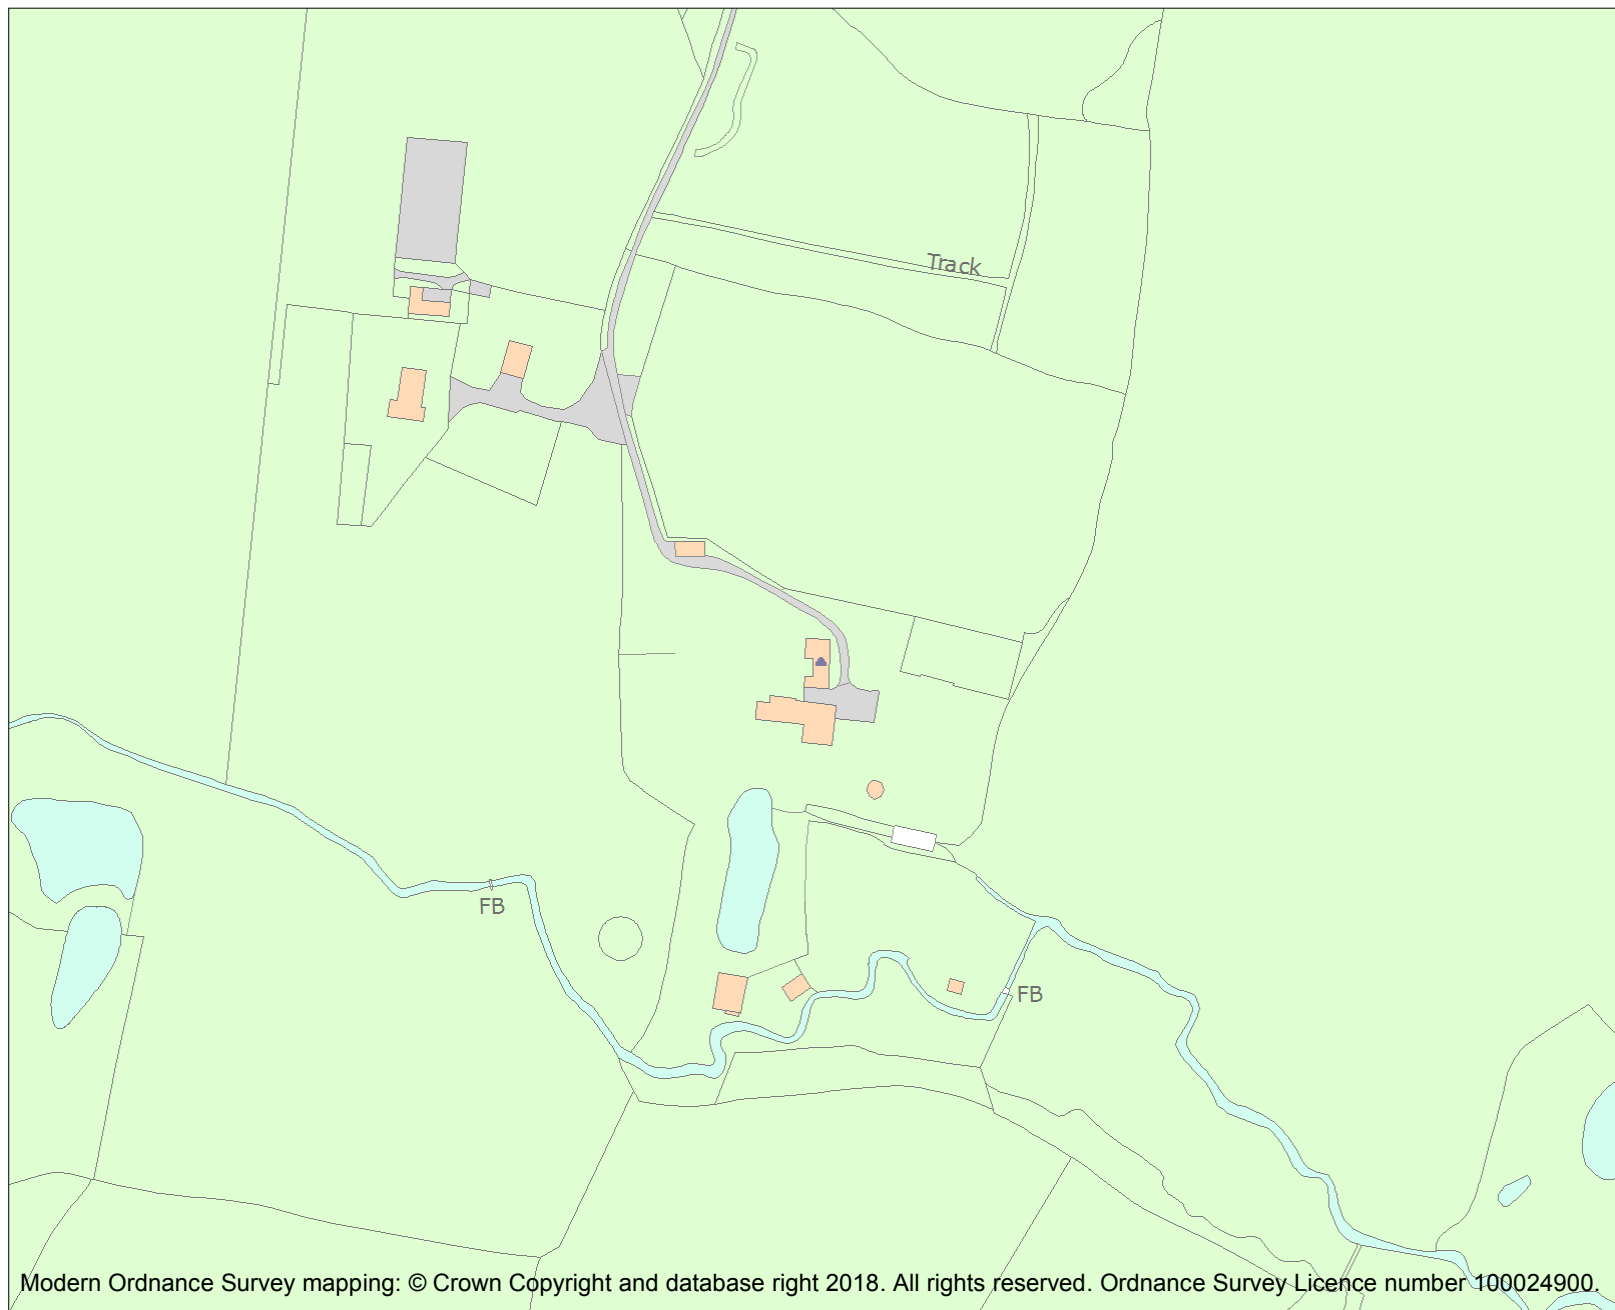 Track
FB
FB
Modern Ordnance Survey mapping: © Crown Copyright and database right 2018. All rights reserved. Ordnance Survey Licence number 100024900.